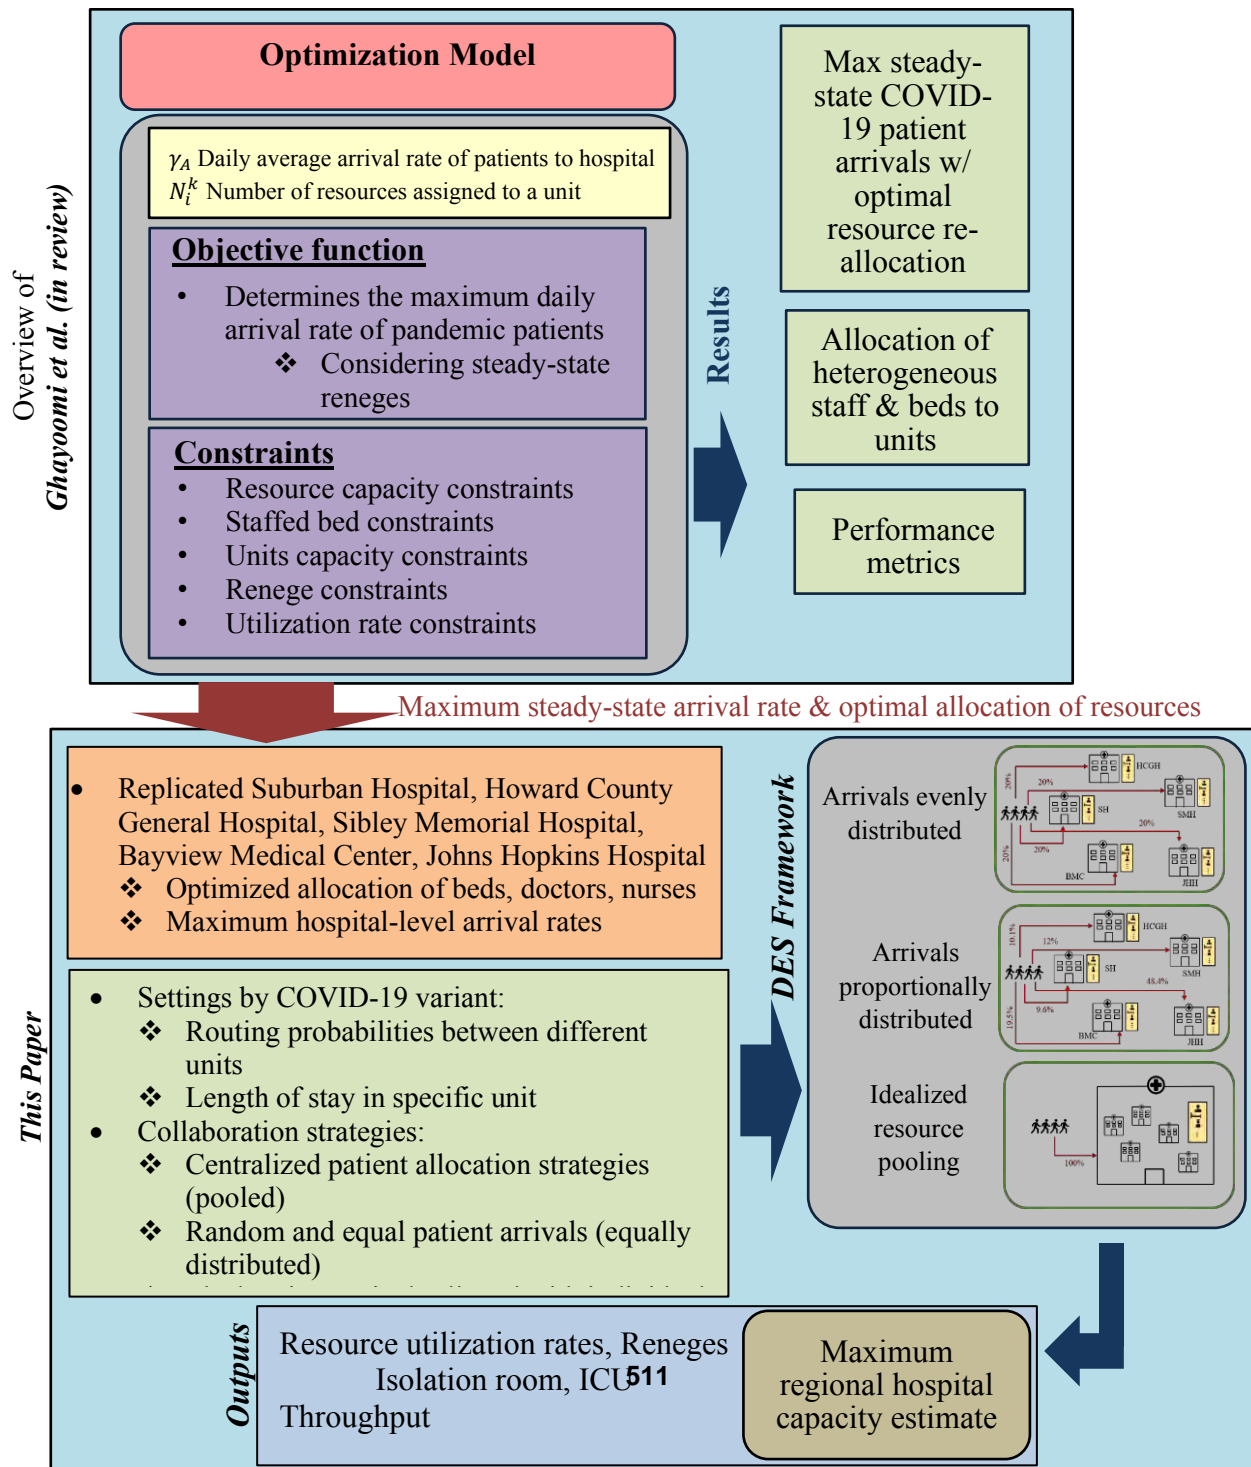 Overview of
Ghayoomi et al. (in review)
Optimization Model
γ_A Daily average arrival rate of patients to hospital
N_i^k Number of resources assigned to a unit
Objective function
• Determines the maximum daily
arrival rate of pandemic patients
❖ Considering steady-state
reneges
Constraints
• Resource capacity constraints
• Staffed bed constraints
• Units capacity constraints
• Renege constraints
• Utilization rate constraints
Results
Max steady-
state COVID-
19 patient
arrivals w/
optimal
resource re-
allocation
Allocation of
heterogeneous
staff & beds to
units
Performance
metrics
Maximum steady-state arrival rate & optimal allocation of resources
This Paper
• Replicated Suburban Hospital, Howard County
General Hospital, Sibley Memorial Hospital,
Bayview Medical Center, Johns Hopkins Hospital
❖ Optimized allocation of beds, doctors, nurses
❖ Maximum hospital-level arrival rates
• Settings by COVID-19 variant:
❖ Routing probabilities between different
units
❖ Length of stay in specific unit
• Collaboration strategies:
❖ Centralized patient allocation strategies
(pooled)
❖ Random and equal patient arrivals (equally
distributed)
DES Framework
Arrivals evenly
distributed
20%
HCGH
20%
SMH
SH
20%
20%
20%
BMC
JHH
Arrivals
proportionally
distributed
10.1%
HCGH
12%
SMH
SH
9.6%
48.4%
19.5%
BMC
JHH
Idealized
resource
pooling
100%
Outputs
Resource utilization rates, Reneges
Isolation room, ICU
511
Throughput
Maximum
regional hospital
capacity estimate